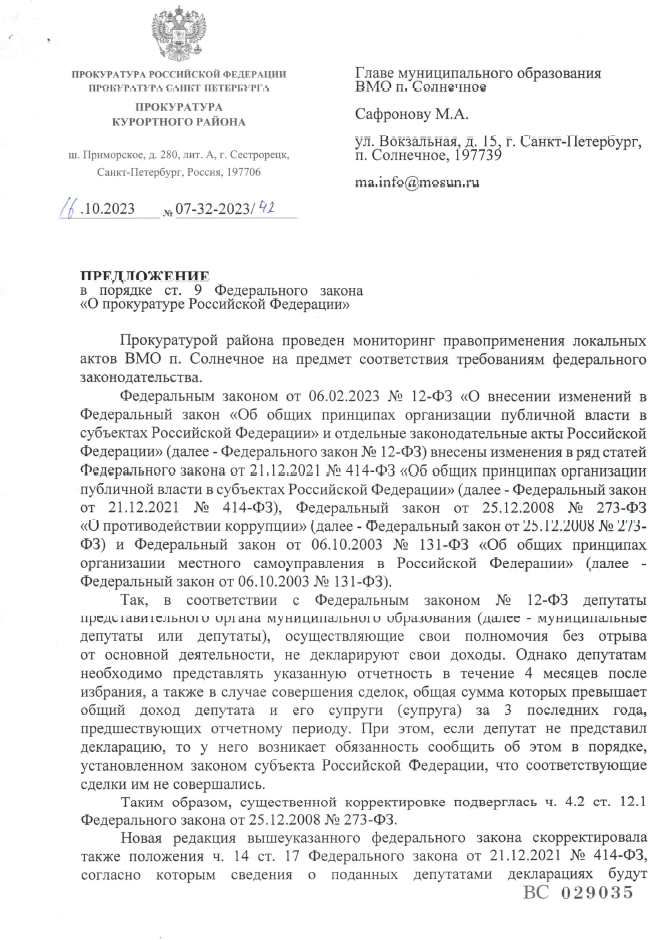 ПРОКУРАТУРА РОССИЙСКОЙ ФЕДЕРАЦИИ
ПРОКУРАТУРА САНКТ ПЕТЕРБУРГА
ПРОКУРАТУРА
КУРОРТНОГО РАЙОНА
ш. Приморское, д. 280, лит. А, г. Сестрорецк,
Санкт-Петербург, Россия, 197706
16.10.2023 № 07-32-2023/42
Главе муниципального образования
ВМО п. Солнечное
Сафронову М.А.
ул. Вокзальная, д. 15, г. Санкт-Петербург,
п. Солнечное, 197739
ma.info@mosun.ru
ПРЕДЛОЖЕНИЕ
в порядке ст. 9 Федерального закона
«О прокуратуре Российской Федерации»
Прокуратурой района проведен мониторинг правоприменения локальных
актов ВМО п. Солнечное на предмет соответствия требованиям федерального
законодательства.
Федеральным законом от 06.02.2023 № 12-ФЗ «О внесении изменений в
Федеральный закон «Об общих принципах организации публичной власти в
субъектах Российской Федерации» и отдельные законодательные акты Российской
Федерации» (далее - Федеральный закон № 12-ФЗ) внесены изменения в ряд статей
Федерального закона от 21.12.2021 № 414-ФЗ «Об общих принципах организации
публичной власти в субъектах Российской Федерации» (далее - Федеральный закон
от 21.12.2021 № 414-ФЗ), Федеральный закон от 25.12.2008 № 273-ФЗ
«О противодействии коррупции» (далее - Федеральный закон от 25.12.2008 № 273-
ФЗ) и Федеральный закон от 06.10.2003 № 131-ФЗ «Об общих принципах
организации местного самоуправления в Российской Федерации» (далее -
Федеральный закон от 06.10.2003 № 131-ФЗ).
Так, в соответствии с Федеральным законом № 12-ФЗ депутаты
представительного органа муниципального образования (далее - муниципальные
депутаты или депутаты), осуществляющие свои полномочия без отрыва
от основной деятельности, не декларируют свои доходы. Однако депутатам
необходимо представлять указанную отчетность в течение 4 месяцев после
избрания, а также в случае совершения сделок, общая сумма которых превышает
общий доход депутата и его супруги (супруга) за 3 последних года,
предшествующих отчетному периоду. При этом, если депутат не представил
декларацию, то у него возникает обязанность сообщить об этом в порядке,
установленном законом субъекта Российской Федерации, что соответствующие
сделки им не совершались.
Таким образом, существенной корректировке подверглась ч. 4.2 ст. 12.1
Федерального закона от 25.12.2008 № 273-ФЗ.
Новая редакция вышеуказанного федерального закона скорректировала
также положения ч. 14 ст. 17 Федерального закона от 21.12.2021 № 414-ФЗ,
согласно которым сведения о поданных депутатами декларациях будут
ВС 029035